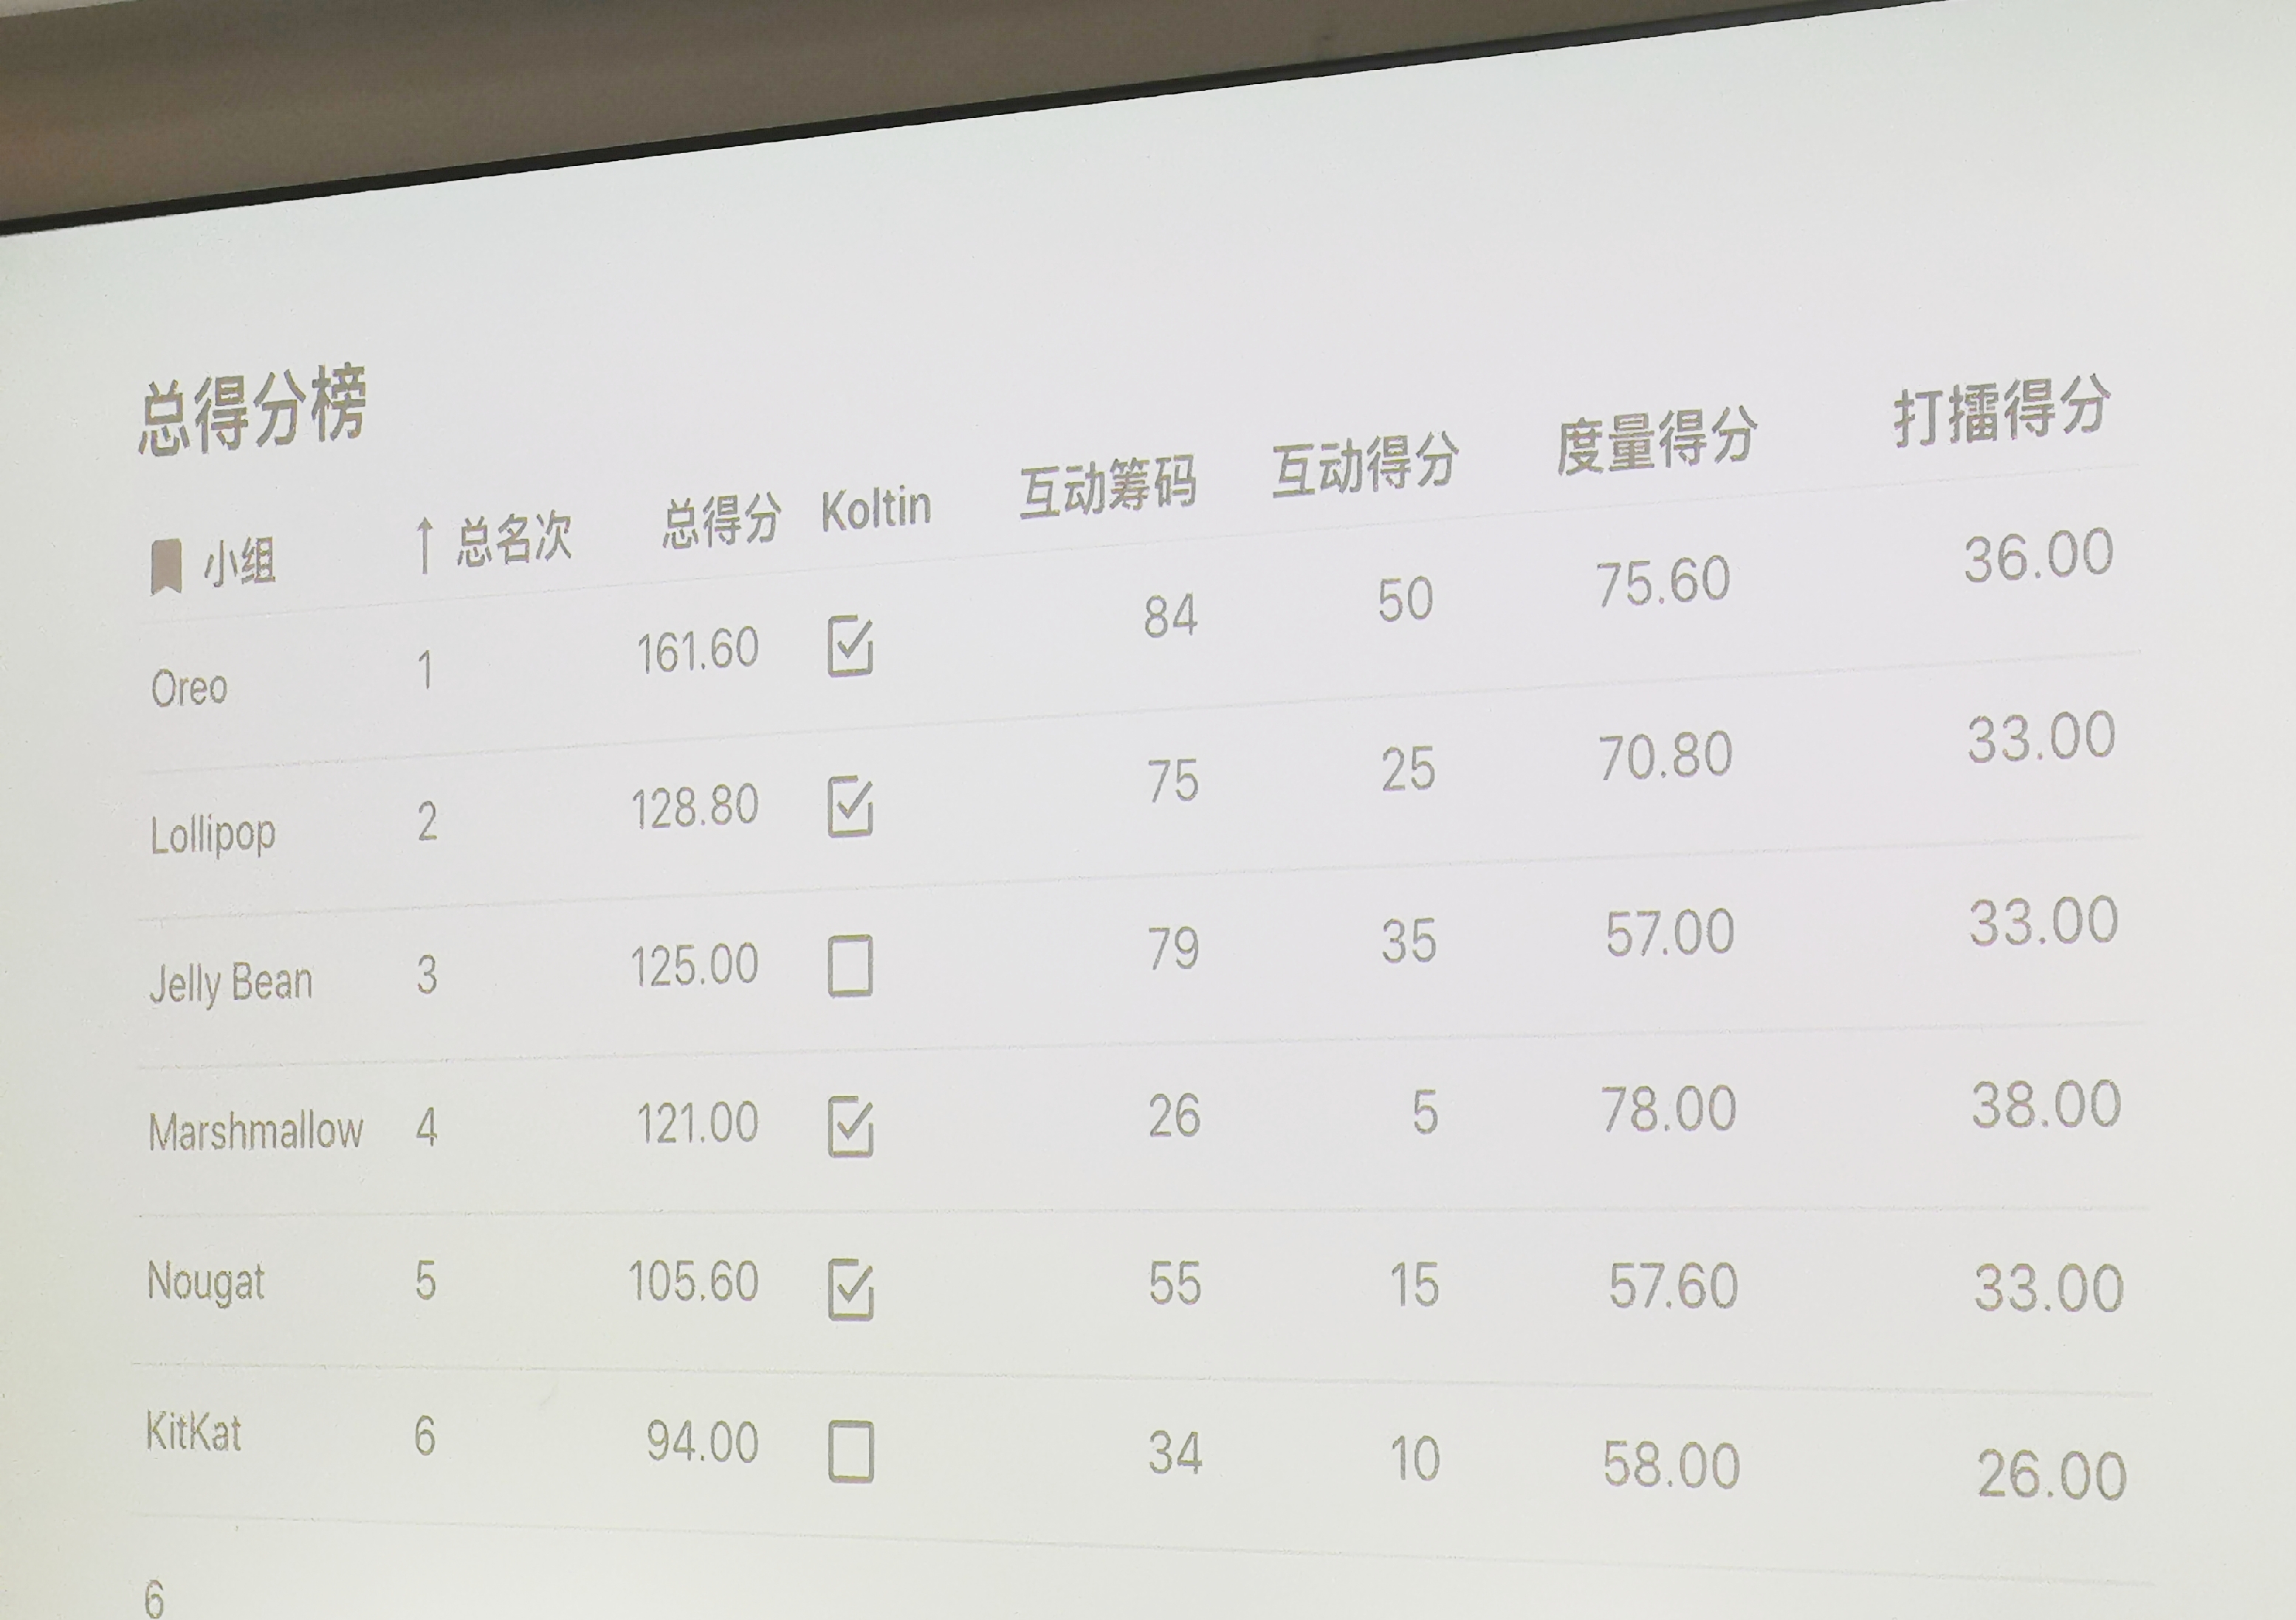 总得分榜
小组 ↑ 总名次 总得分 Koltin 互动筹码 互动得分 度量得分 打擂得分
Oreo 1 161.60 84 50 75.60 36.00
Lollipop 2 128.80 75 25 70.80 33.00
Jelly Bean 3 125.00 79 35 57.00 33.00
Marshmallow 4 121.00 26 5 78.00 38.00
Nougat 5 105.60 55 15 57.60 33.00
KitKat 6 94.00 34 10 58.00 26.00
6